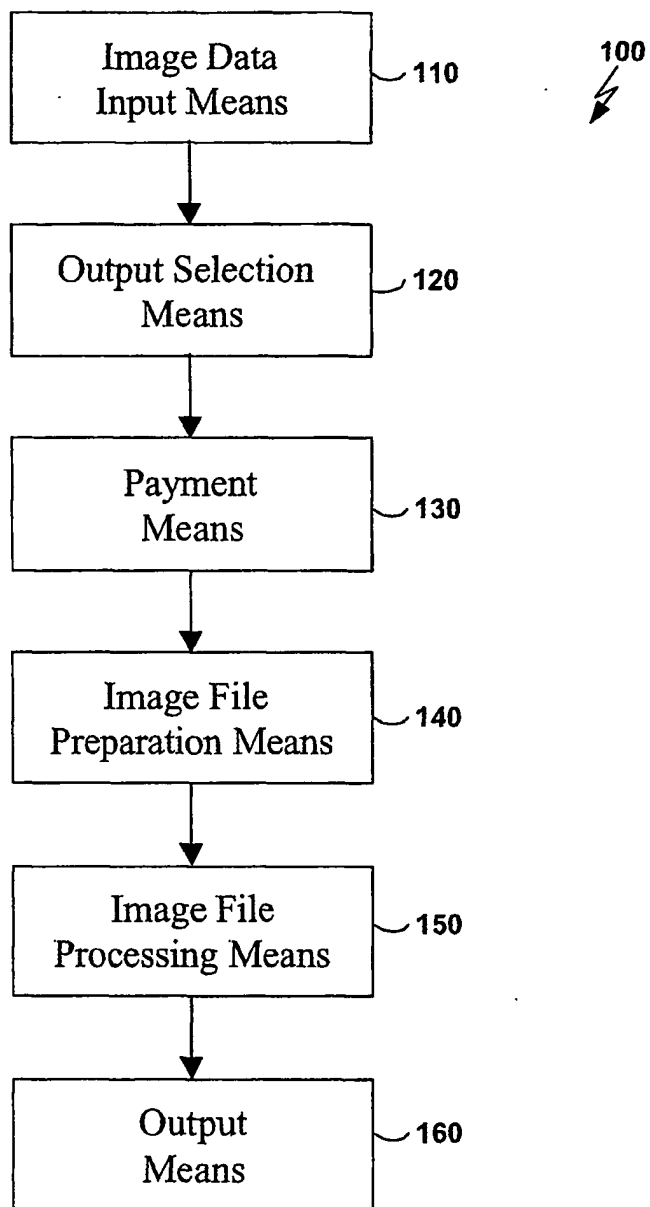 100
Image Data
Input Means
110
Output Selection
Means
120
Payment
Means
130
Image File
Preparation Means
140
Image File
Processing Means
150
Output
Means
160